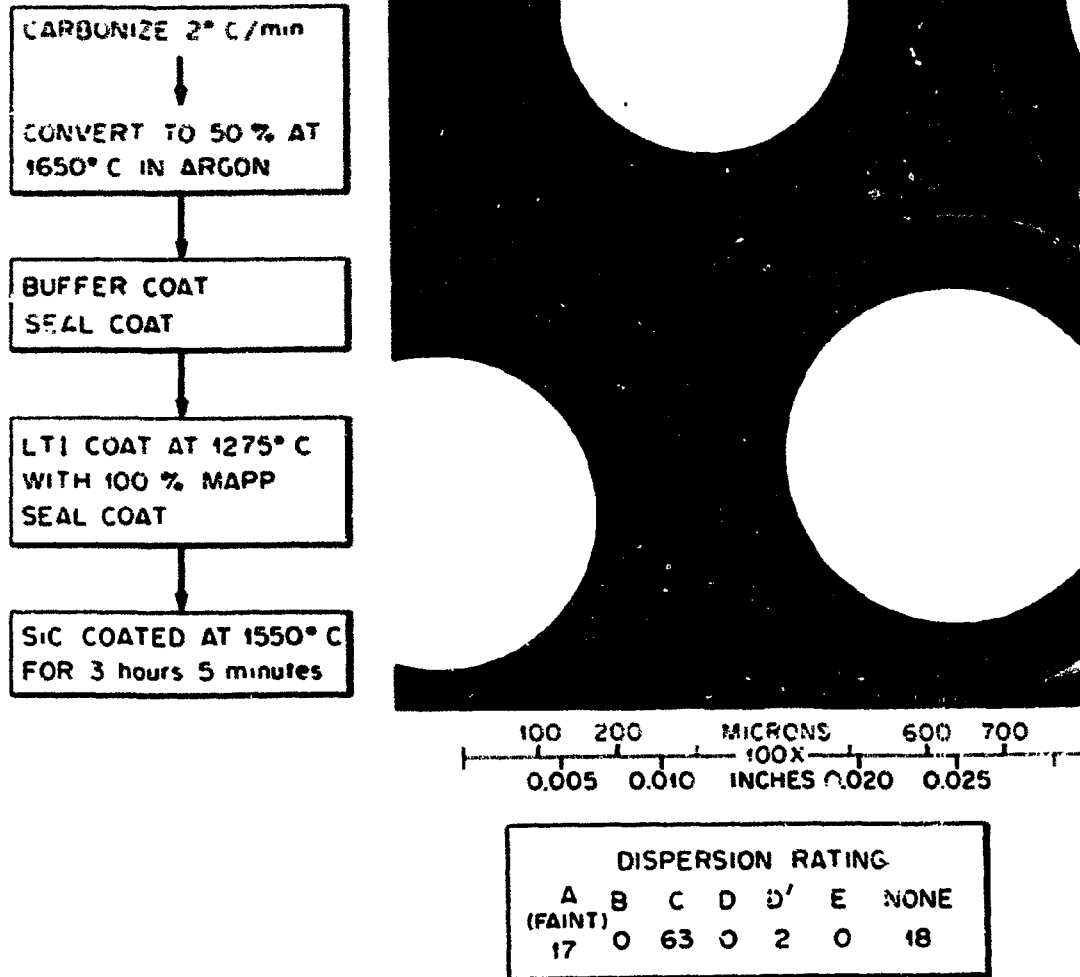 CARBONIZE 2° C/min
CONVERT TO 50 % AT
1650° C IN ARGON
BUFFER COAT
SEAL COAT
LTI COAT AT 1275° C
WITH 100 % MAPP
SEAL COAT
SiC COATED AT 1550° C
FOR 3 hours 5 minutes
100 200 MICRONS 600 700
100X
0.005 0.010 INCHES 0.020 0.025
DISPERSION RATING
A B C D D' E NONE
(FAINT)
17 0 63 0 2 0 18